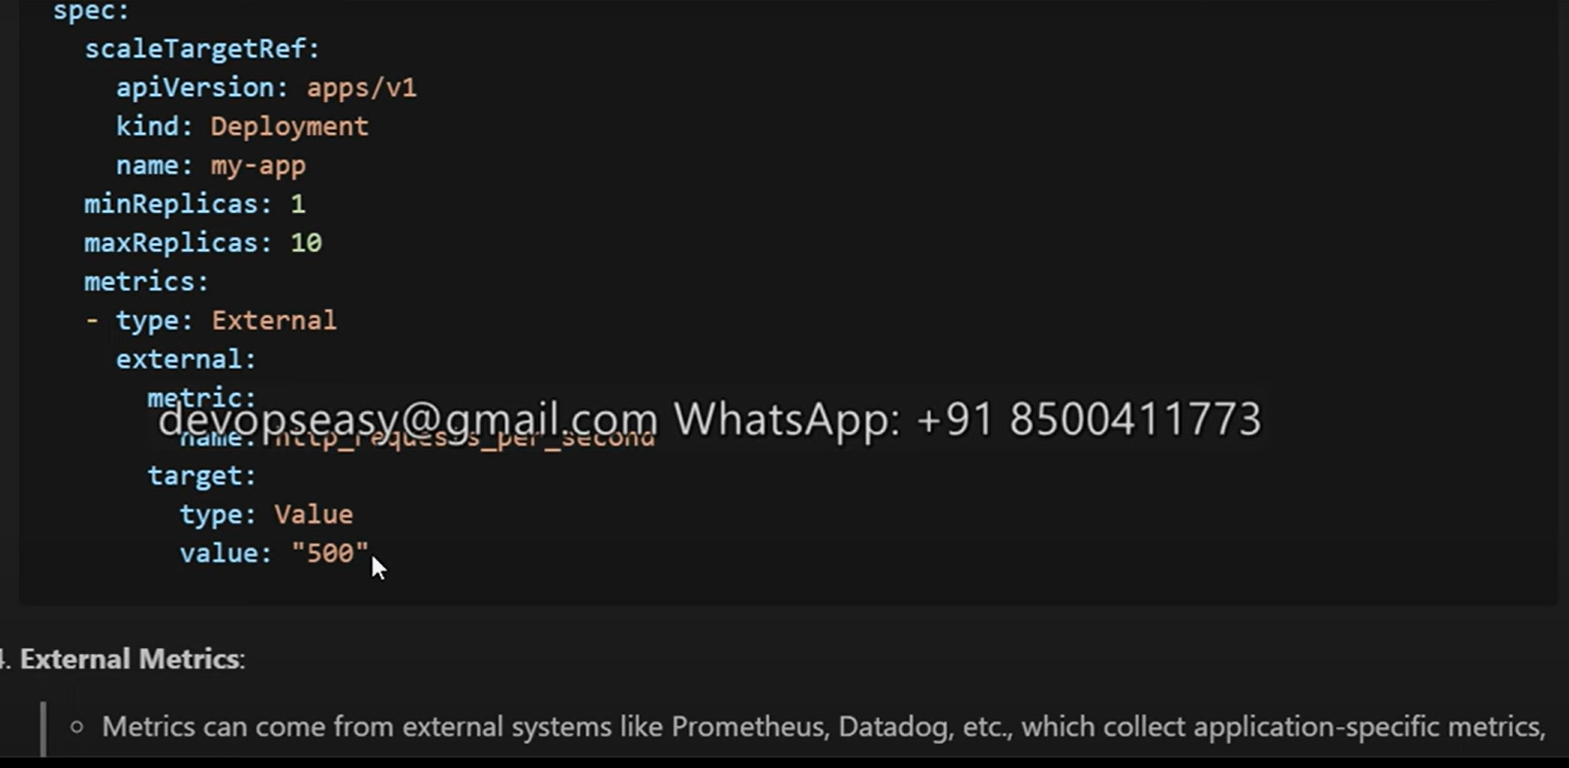 spec:
scaleTargetRef:
apiVersion: apps/v1
kind: Deployment
name: my-app
minReplicas: 1
maxReplicas: 10
metrics:
- type: External
external:
metric:
devopseasy@gmail.com WhatsApp: +91 8500411773
name: http_requests_per_second
target:
type: Value
value: "500"
4. External Metrics:
○ Metrics can come from external systems like Prometheus, Datadog, etc., which collect application-specific metrics,